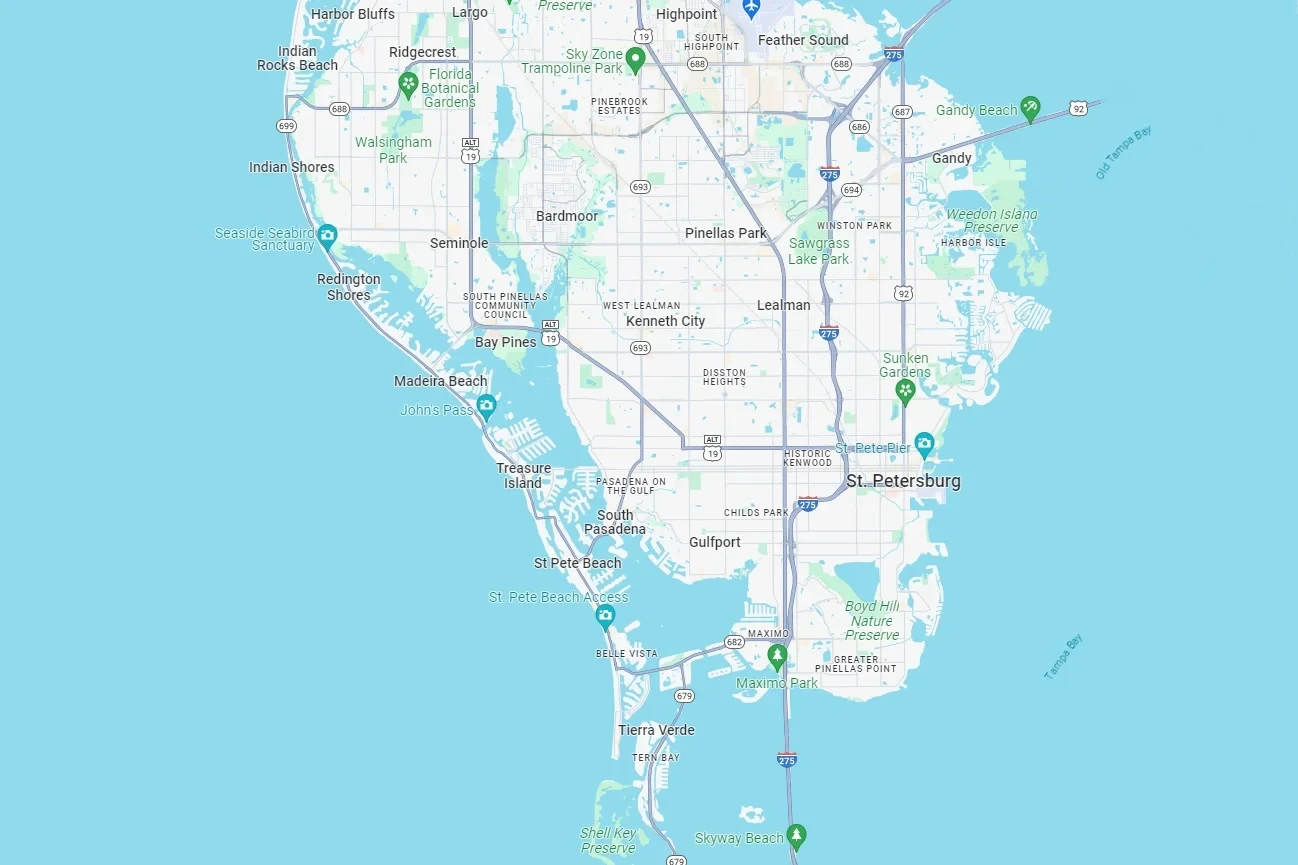 Harbor Bluffs
Largo
Preserve
Highpoint
19
SOUTH
HIGHPOINT
Feather Sound
275
Indian
Rocks Beach
Ridgecrest
Sky Zone
Trampoline Park
688
688
Florida
Botanical
Gardens
688
PINEBROOK
ESTATES
687
Gandy Beach
92
699
686
Walsingham
Park
ALT
19
Old Tampa Bay
Indian Shores
Gandy
275
693
694
Bardmoor
Weedon Island
Preserve
Seaside Seabird
Sanctuary
Seminole
Pinellas Park
WINSTON PARK
Sawgrass
Lake Park
HARBOR ISLE
Redington
Shores
SOUTH PINELLAS
COMMUNITY
COUNCIL
WEST LEALMAN
Kenneth City
Lealman
92
ALT
19
Bay Pines
693
275
Sunken
Gardens
DISSTON
HEIGHTS
Madeira Beach
John's Pass
ALT
19
HISTORIC
KENWOOD
St. Pete Pier
Treasure
Island
PASADENA ON
THE GULF
St. Petersburg
275
CHILDS PARK
South
Pasadena
Gulfport
St Pete Beach
St. Pete Beach Access
Boyd Hill
Nature
Preserve
682
MAXIMO
BELLE VISTA
GREATER
PINELLAS POINT
Tampa Bay
Maximo Park
679
Tierra Verde
TERN BAY
275
Shell Key
Preserve
Skyway Beach
679